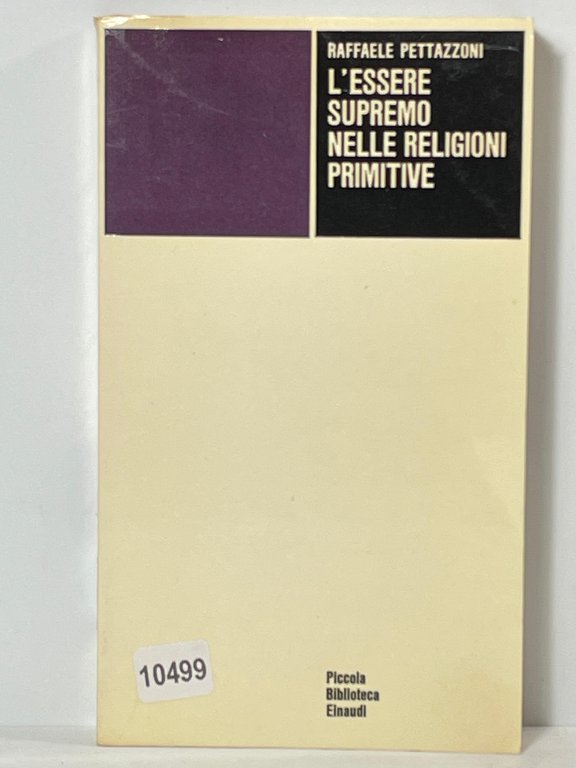 RAFFAELE PETTAZZONI
L'ESSERE
SUPREMO
NELLE RELIGIONI
PRIMITIVE
10499
Piccola
Biblioteca
Einaudi